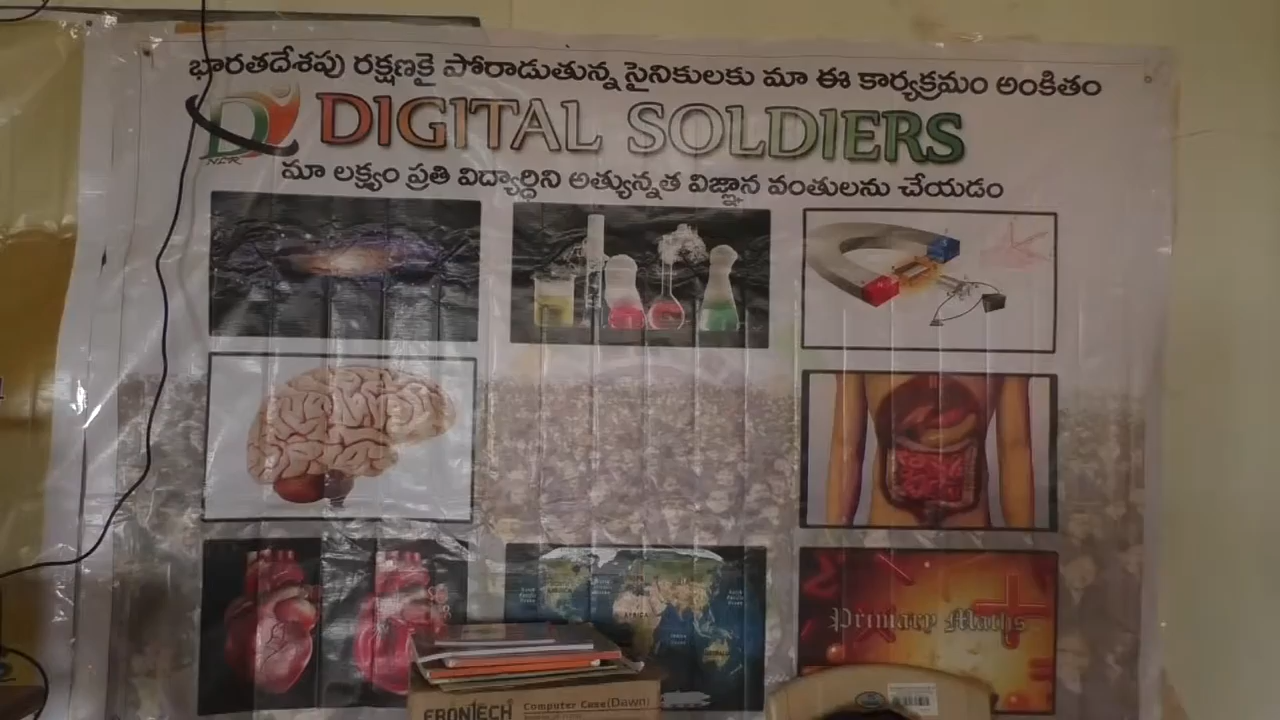 భారతదేశపు రక్షణకై పోరాడుతున్న సైనికులకు మా ఈ కార్యక్రమం అంకితం
DIGITAL SOLDIERS
మా లక్ష్యం ప్రతి విద్యార్ధిని అత్యున్నత విజ్ఞాన వంతులను చేయడం
AFRICA
Primary Maths
FRONTECH Computer Case(Dawn)